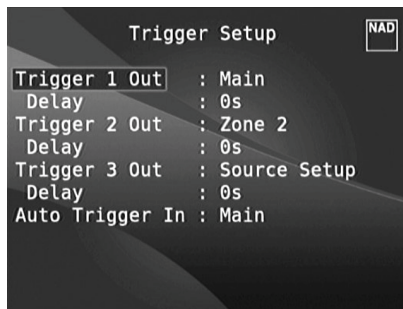 Trigger Setup
NAD
Trigger 1 Out : Main
Delay : 0s
Trigger 2 Out : Zone 2
Delay : 0s
Trigger 3 Out : Source Setup
Delay : 0s
Auto Trigger In : Main